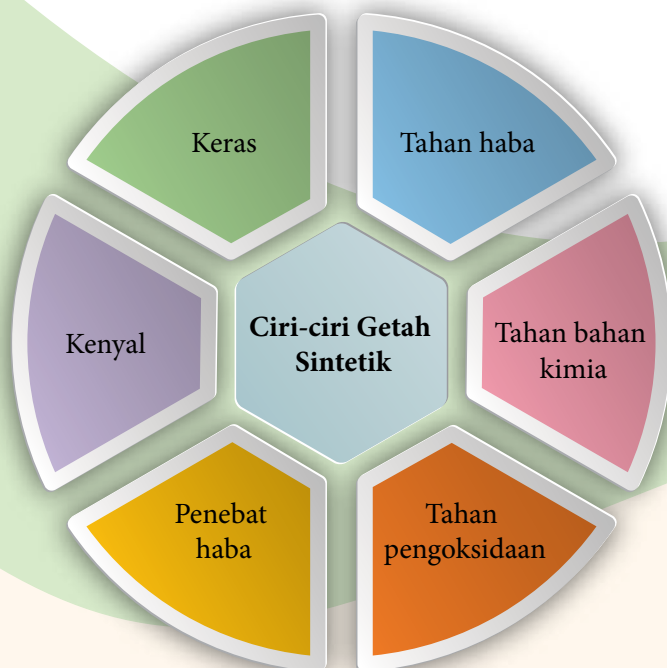 Keras
Tahan haba
Kenyal
Ciri-ciri Getah
Sintetik
Tahan bahan
kimia
Penebat
haba
Tahan
pengoksidaan